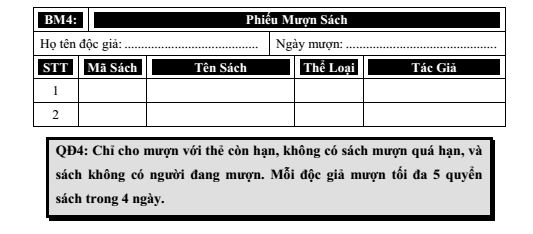 BM4: Phiếu Mượn Sách
Họ tên độc giả: ........................................ Ngày mượn: .............................................
STT Mã Sách Tên Sách Thể Loại Tác Giả
1
2
QĐ4: Chỉ cho mượn với thẻ còn hạn, không có sách mượn quá hạn, và
sách không có người đang mượn. Mỗi độc giả mượn tối đa 5 quyển
sách trong 4 ngày.